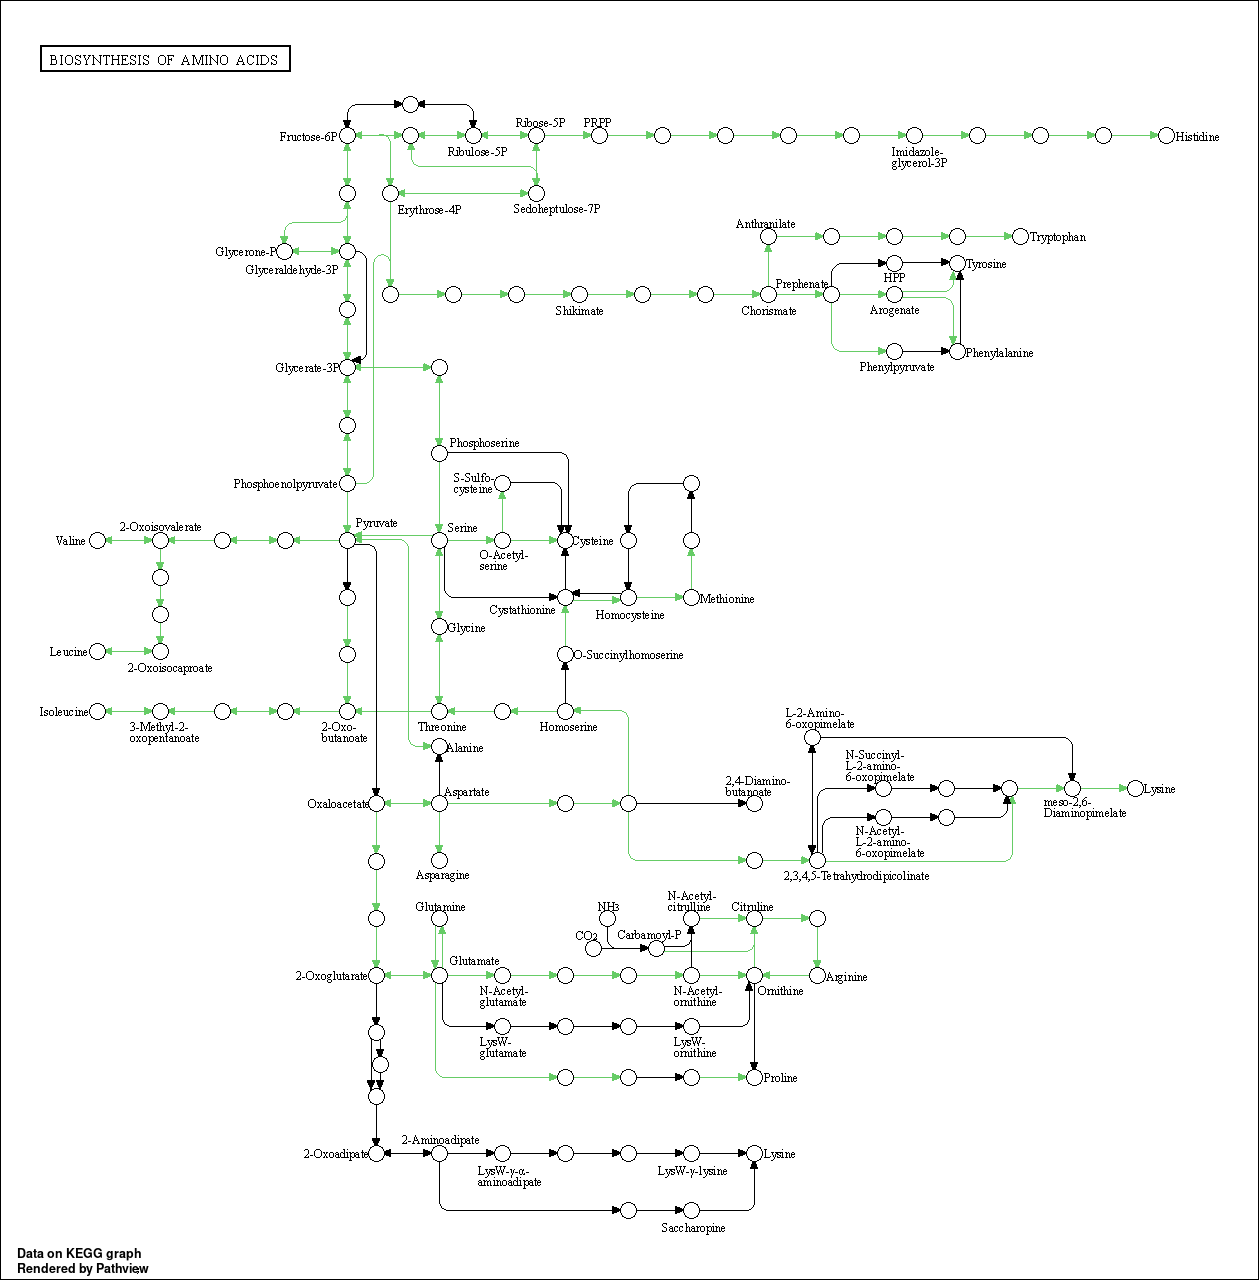 BIOSYNTHESIS OF AMINO ACIDS
Fructose-6P
Ribulose-5P
Ribose-5P
PRPP
Imidazole-
glycerol-3P
Histidine
Erythrose-4P
Sedoheptulose-7P
Glycerone-P
Glyceraldehyde-3P
Anthranilate
Tryptophan
Prephenate
HPP
Tyrosine
Shikimate
Chorismate
Arogenate
Phenylpyruvate
Phenylalanine
Glycerate-3P
Phosphoserine
S-Sulfo-
cysteine
Phosphoenolpyruvate
Pyruvate
Serine
O-Acetyl-
serine
Cysteine
Valine
2-Oxoisovalerate
Cystathionine
Homocysteine
Methionine
Glycine
Leucine
2-Oxoisocaproate
O-Succinylhomoserine
Isoleucine
3-Methyl-2-
oxopentanoate
2-Oxo-
butanoate
Threonine
Homoserine
Alanine
L-2-Amino-
6-oxopimelate
N-Succinyl-
L-2-amino-
6-oxopimelate
2,4-Diamino-
butanoate
Oxaloacetate
Aspartate
meso-2,6-
Diaminopimelate
Lysine
N-Acetyl-
L-2-amino-
6-oxopimelate
Asparagine
2,3,4,5-Tetrahydrodipicolinate
Glutamine
NH3
N-Acetyl-
citrulline
Citruline
CO2
Carbamoyl-P
2-Oxoglutarate
Glutamate
N-Acetyl-
glutamate
N-Acetyl-
ornithine
Ornithine
Arginine
LysW-
glutamate
LysW-
ornithine
Proline
2-Oxoadipate
2-Aminoadipate
LysW-γ-α-
aminoadipate
LysW-γ-lysine
Lysine
Saccharopine
Data on KEGG graph
Rendered by Pathview